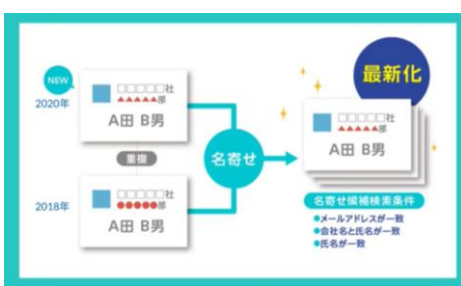 NEW
2020年
□□□□□社
▲▲▲▲▲部
A田 B男
重複
2018年
□□□□□社
●●●●●部
A田 B男
名寄せ
最新化
□□□□□社
▲▲▲▲▲部
A田 B男
名寄せ候補検索条件
●メールアドレスが一致
●会社名と氏名が一致
●氏名が一致